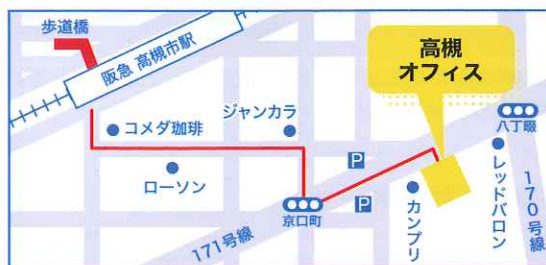 歩道橋
阪急 高槻市駅
高槻
オフィス
コメダ珈琲
ジャンカラ
八丁畷
P
ローソン
レッドバロン
170号線
京口町
P
カンプリ
171号線